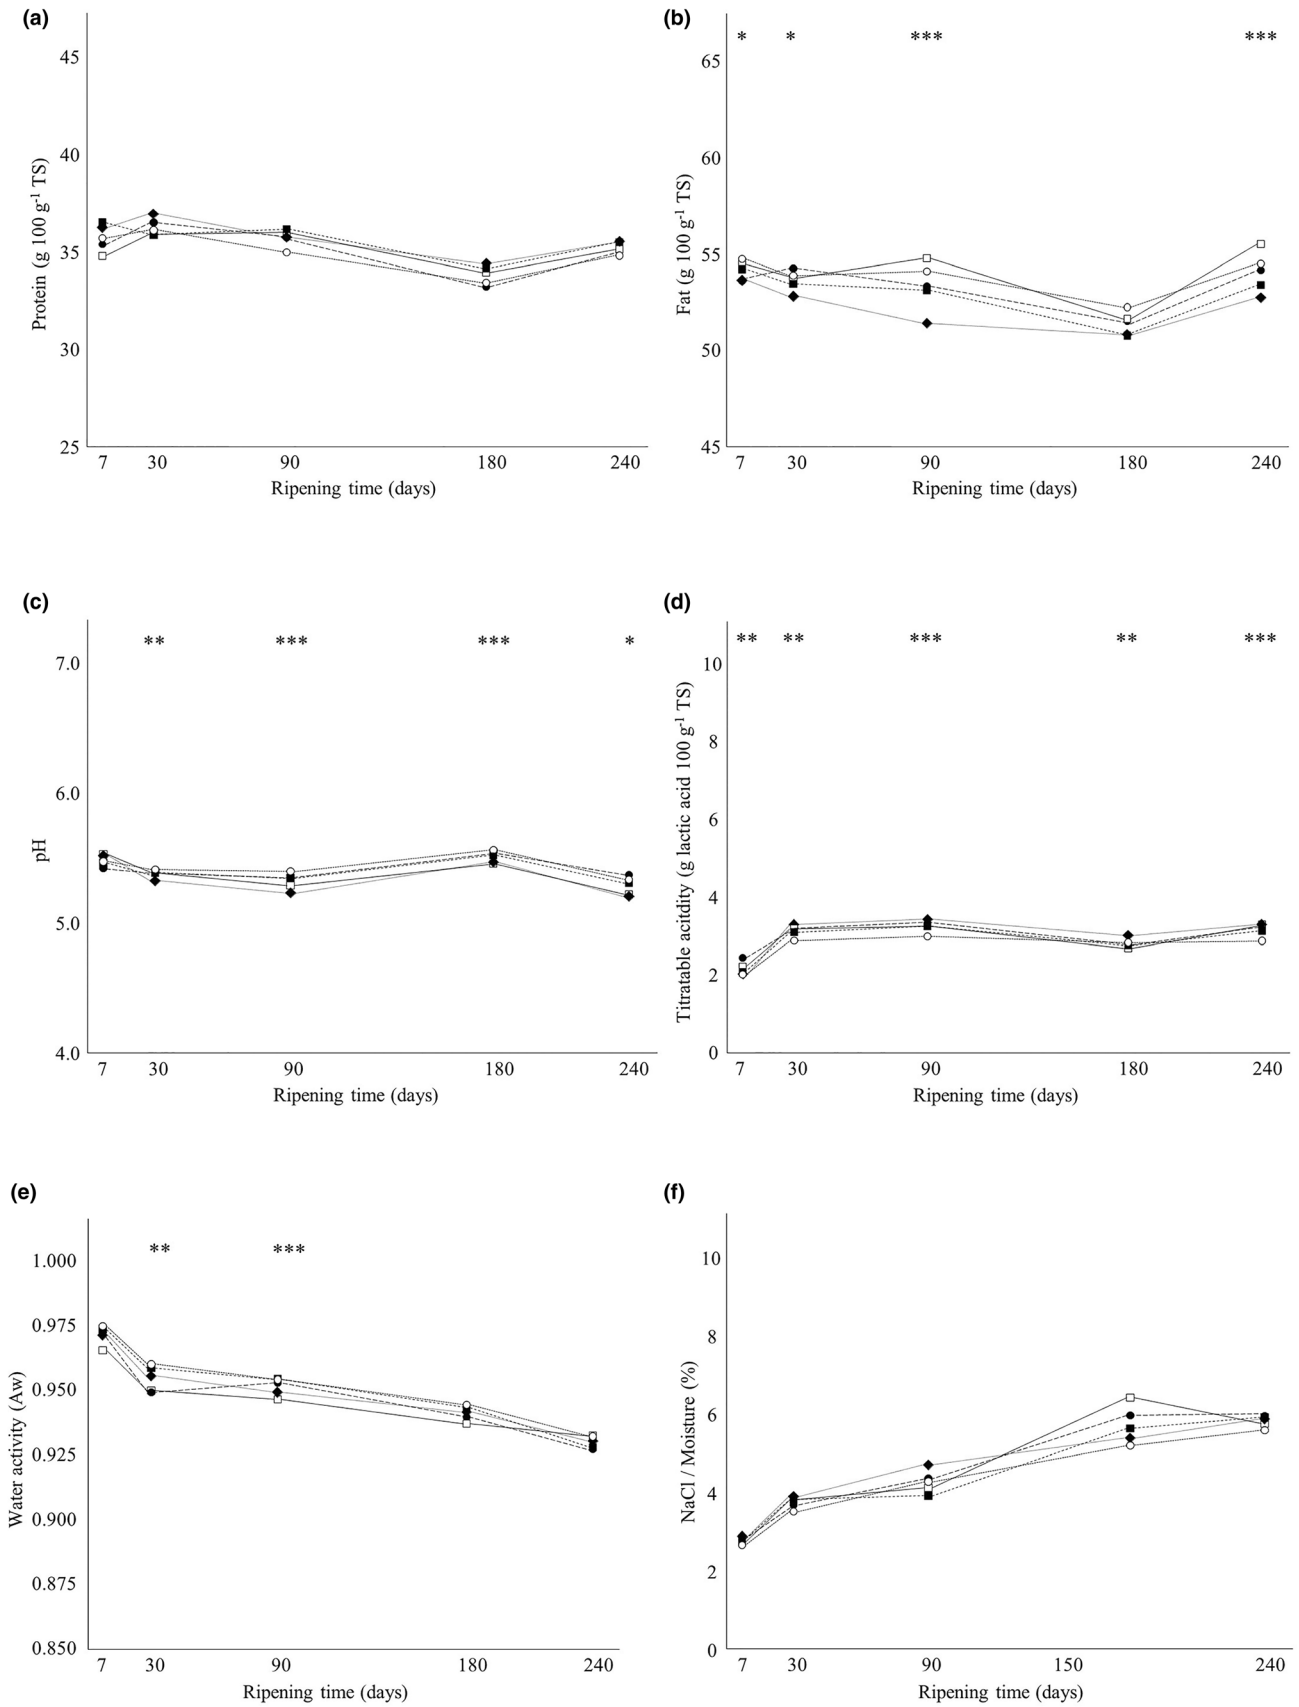 (a)
45
40
35
30
25
Protein (g 100 g-1 TS)
7 30 90 180 240
Ripening time (days)
(b)
* * *** ***
65
60
55
50
45
Fat (g 100 g-1 TS)
7 30 90 180 240
Ripening time (days)
(c)
** *** *** *
7.0
6.0
5.0
4.0
pH
7 30 90 180 240
Ripening time (days)
(d)
** ** *** ** ***
10
8
6
4
2
0
Titratable acitdity (g lactic acid 100 g-1 TS)
7 30 90 180 240
Ripening time (days)
(e)
** ***
1.000
0.975
0.950
0.925
0.900
0.875
0.850
Water activity (Aw)
7 30 90 180 240
Ripening time (days)
(f)
10
8
6
4
2
0
NaCl / Moisture (%)
7 30 90 150 240
Ripening time (days)